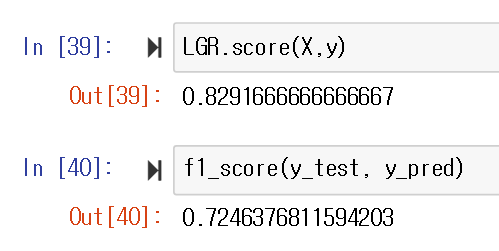 In [39]: LGR.score(X,y)
Out[39]: 0.8291666666666667
In [40]: f1_score(y_test, y_pred)
Out[40]: 0.7246376811594203